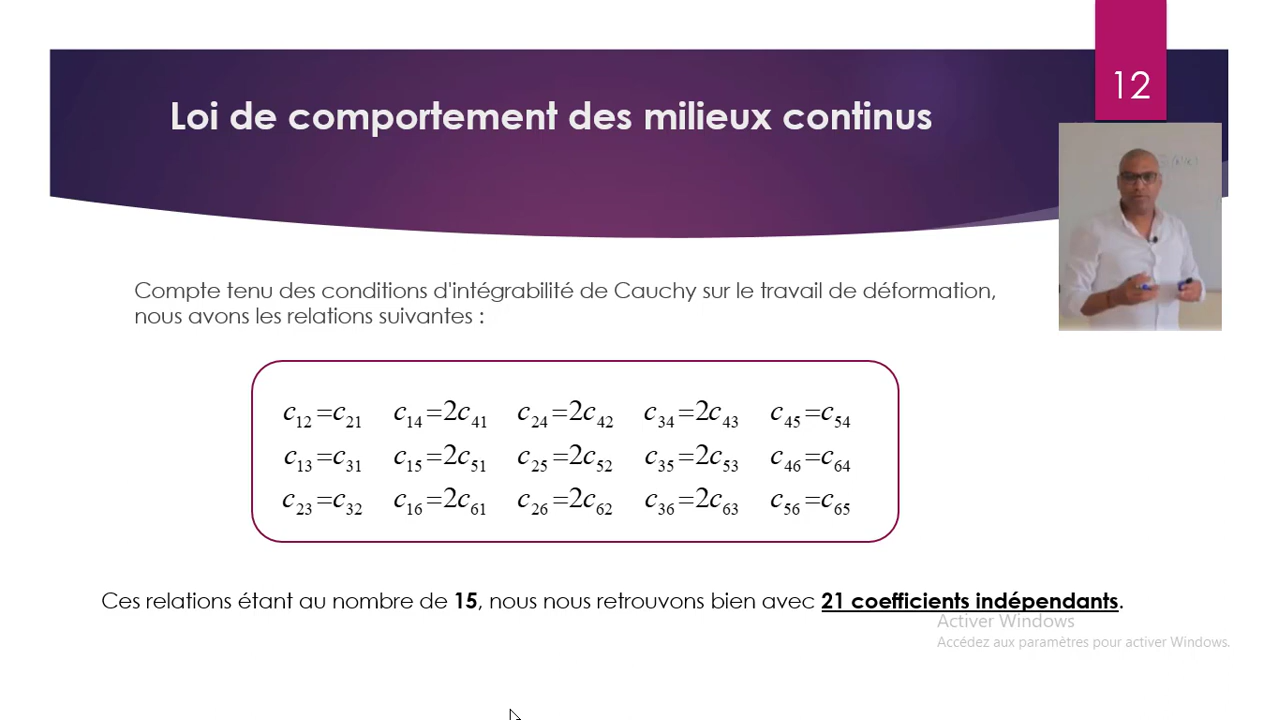 12
Loi de comportement des milieux continus
Compte tenu des conditions d'intégrabilité de Cauchy sur le travail de déformation,
nous avons les relations suivantes :
c₁₂=c₂₁ c₁₄=2c₄₁ c₂₄=2c₄₂ c₃₄=2c₄₃ c₄₅=c₅₄
c₁₃=c₃₁ c₁₅=2c₅₁ c₂₅=2c₅₂ c₃₅=2c₅₃ c₄₆=c₆₄
c₂₃=c₃₂ c₁₆=2c₆₁ c₂₆=2c₆₂ c₃₆=2c₆₃ c₅₆=c₆₅
Ces relations étant au nombre de 15, nous nous retrouvons bien avec 21 coefficients indépendants.
Activer Windows
Accédez aux paramètres pour activer Windows.